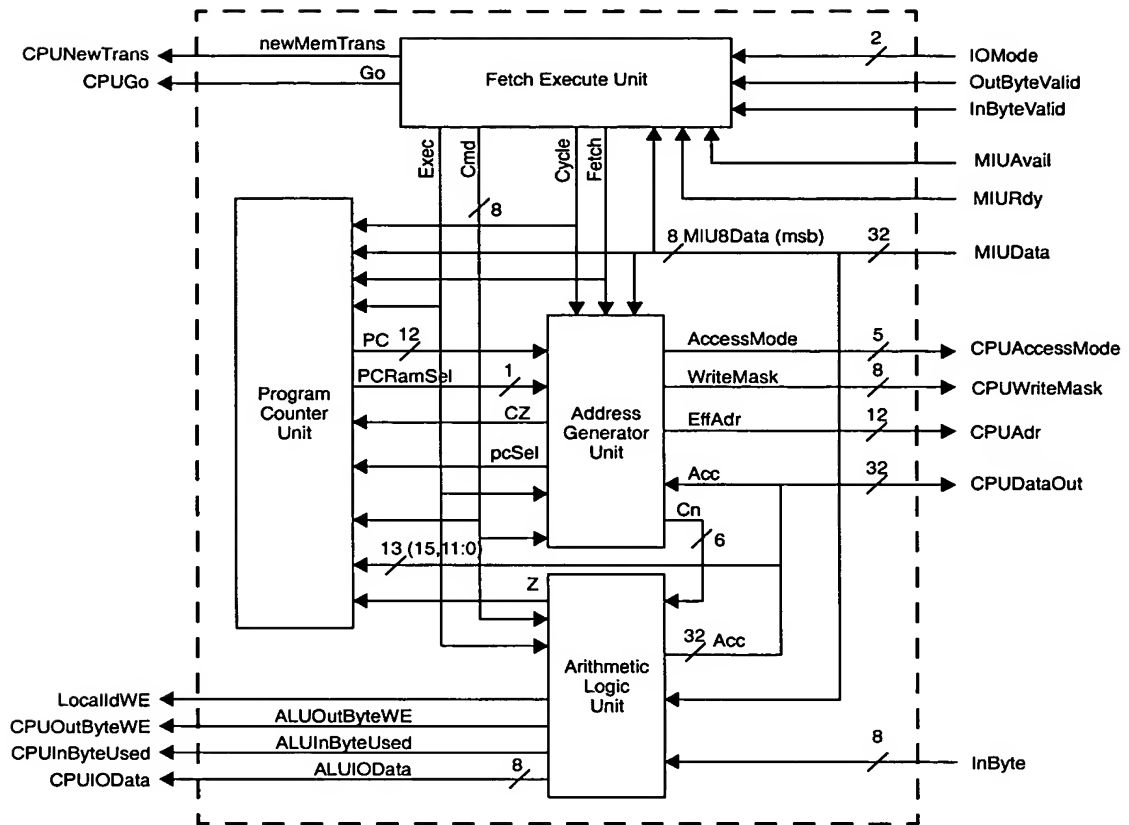 newMemTrans
CPUNewTrans
Go
CPUGo
Fetch Execute Unit
2
IOMode
OutByteValid
InByteValid
MIUAvail
MIURdy
Exec
Cmd
Cycle
Fetch
8
8 MIU8Data (msb)
32
MIUData
PC
12
PCRamSel
1
CZ
pcSel
Program
Counter
Unit
Address
Generator
Unit
AccessMode
5
CPUAccessMode
WriteMask
8
CPUWriteMask
EffAdr
12
CPUAdr
Acc
32
CPUDataOut
Cn
6
13 (15,11:0)
Z
32
Acc
Arithmetic
Logic
Unit
LocalIdWE
ALUOutByteWE
CPUOutByteWE
ALUInByteUsed
CPUInByteUsed
ALUIOData
8
CPUIOData
8
InByte